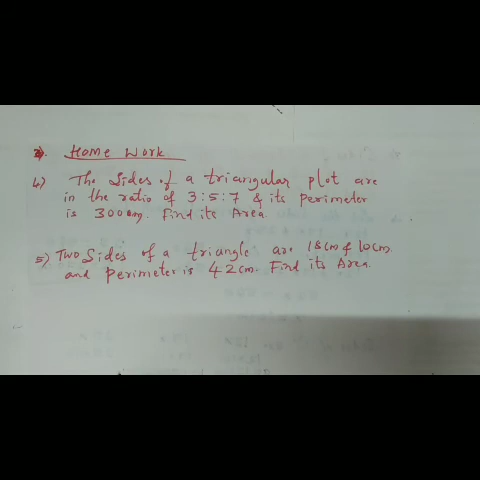 Home Work
4) The Sides of a triangular plot are
in the ratio of 3:5:7 & its perimeter
is 300m. Find its Area.
5) Two Sides of a triangle are 18cm & 10cm
and perimeter is 42cm. Find its Area.